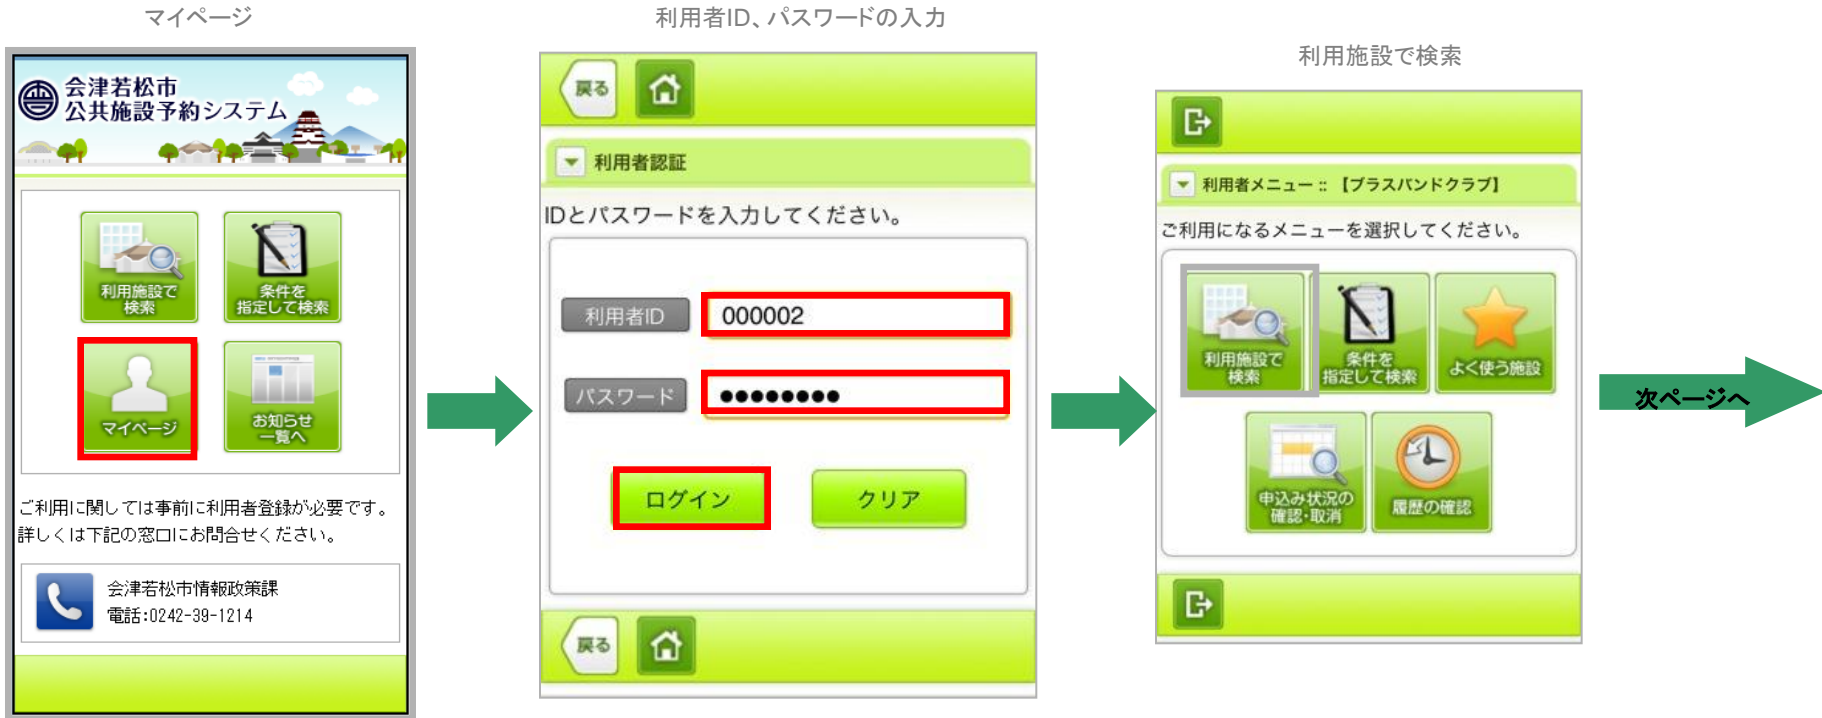 マイページ
会津若松市
公共施設予約システム
利用施設で
検索
条件を
指定して検索
マイページ
お知らせ
一覧へ
ご利用に関しては事前に利用者登録が必要です。
詳しくは下記の窓口にお問合せください。
会津若松市情報政策課
電話:0242-39-1214
利用者ID、パスワードの入力
戻る
利用者認証
IDとパスワードを入力してください。
利用者ID
000002
パスワード
●●●●●●●●
ログイン
クリア
戻る
利用施設で検索
利用者メニュー :: 【ブラスバンドクラブ】
ご利用になるメニューを選択してください。
利用施設で
検索
条件を
指定して検索
よく使う施設
申込み状況の
確認・取消
履歴の確認
次ページへ